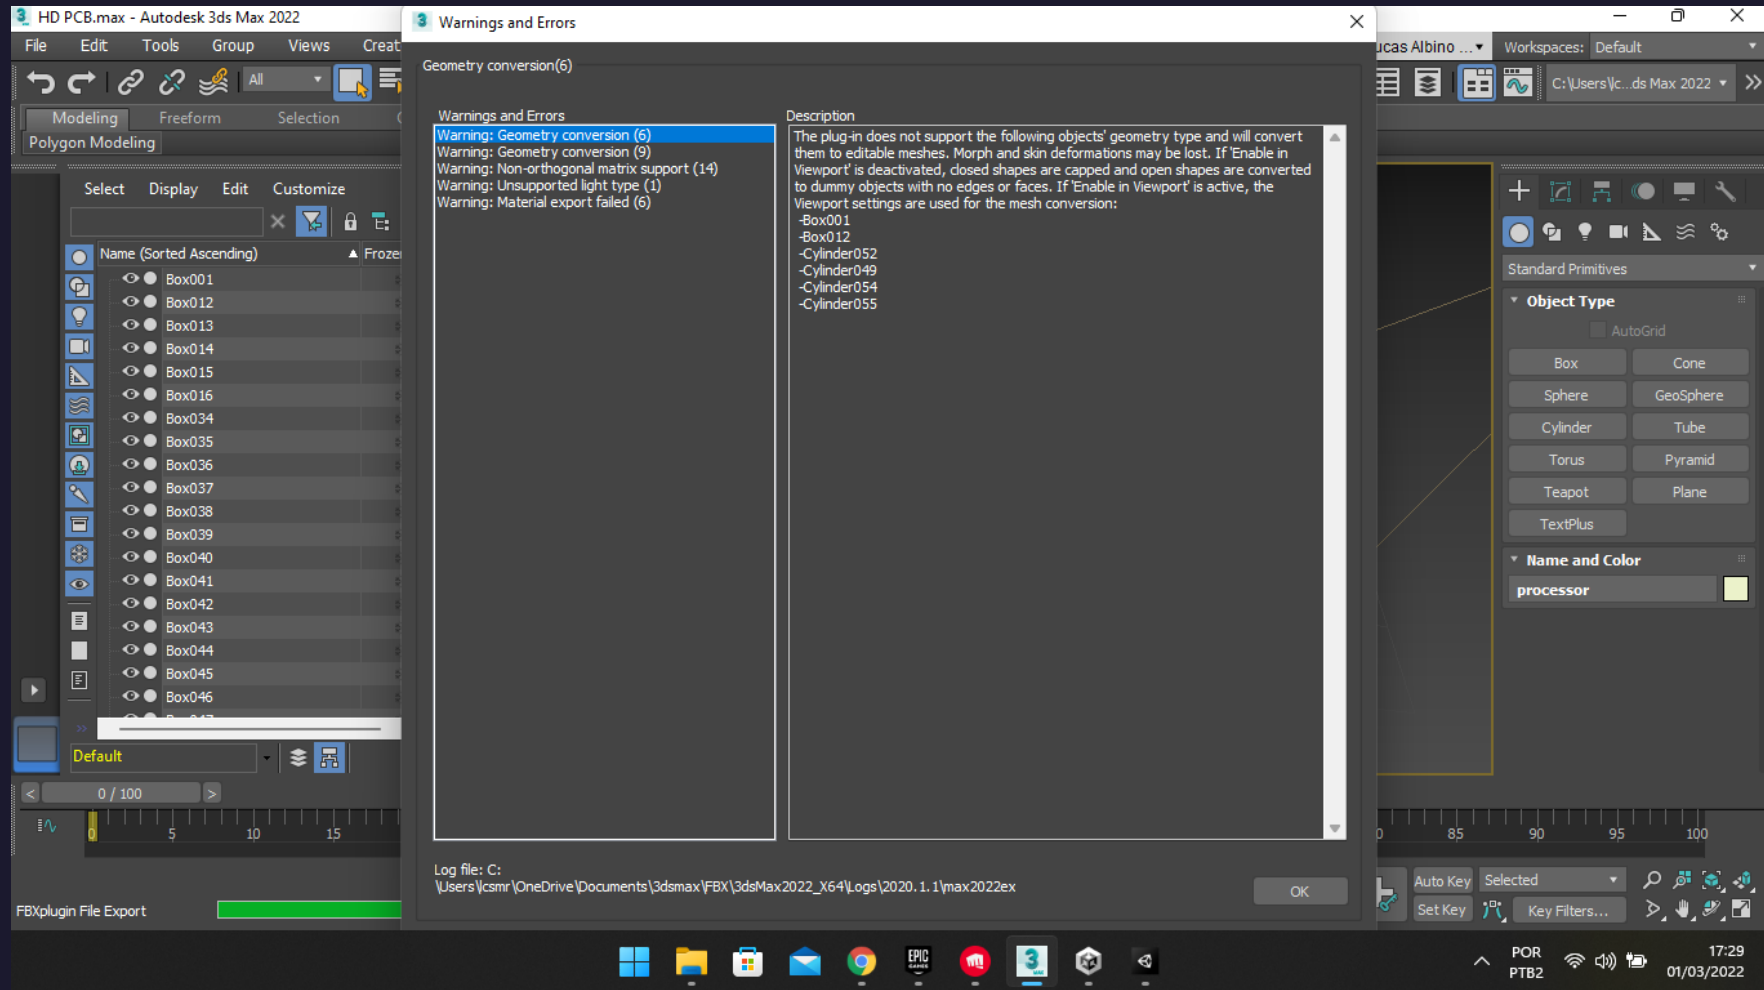 HD PCB.max - Autodesk 3ds Max 2022
File Edit Tools Group Views Creat
All
Modeling Freeform Selection
Polygon Modeling
Select Display Edit Customize
Name (Sorted Ascending) Frozen
Box001
Box012
Box013
Box014
Box015
Box016
Box034
Box035
Box036
Box037
Box038
Box039
Box040
Box041
Box042
Box043
Box044
Box045
Box046
Default
0 / 100
0 5 10 15
FBXplugin File Export
Warnings and Errors
Geometry conversion(6)
Warnings and Errors
Warning: Geometry conversion (6)
Warning: Geometry conversion (9)
Warning: Non-orthogonal matrix support (14)
Warning: Unsupported light type (1)
Warning: Material export failed (6)
Description
The plug-in does not support the following objects' geometry type and will convert
them to editable meshes. Morph and skin deformations may be lost. If 'Enable in
Viewport' is deactivated, closed shapes are capped and open shapes are converted
to dummy objects with no edges or faces. If 'Enable in Viewport' is active, the
Viewport settings are used for the mesh conversion:
-Box001
-Box012
-Cylinder052
-Cylinder049
-Cylinder054
-Cylinder055
Log file: C:
\Users\lcsmr\OneDrive\Documents\3dsmax\FBX\3dsMax2022_X64\Logs\2020.1.1\max2022ex
OK
ucas Albino ... Workspaces: Default
C:\Users\lc...ds Max 2022
Standard Primitives
Object Type
AutoGrid
Box Cone
Sphere GeoSphere
Cylinder Tube
Torus Pyramid
Teapot Plane
TextPlus
Name and Color
processor
85 90 95 100
Auto Key Selected
Set Key Key Filters...
EPIC
GAMES
3
MAX
POR
PTB2
17:29
01/03/2022